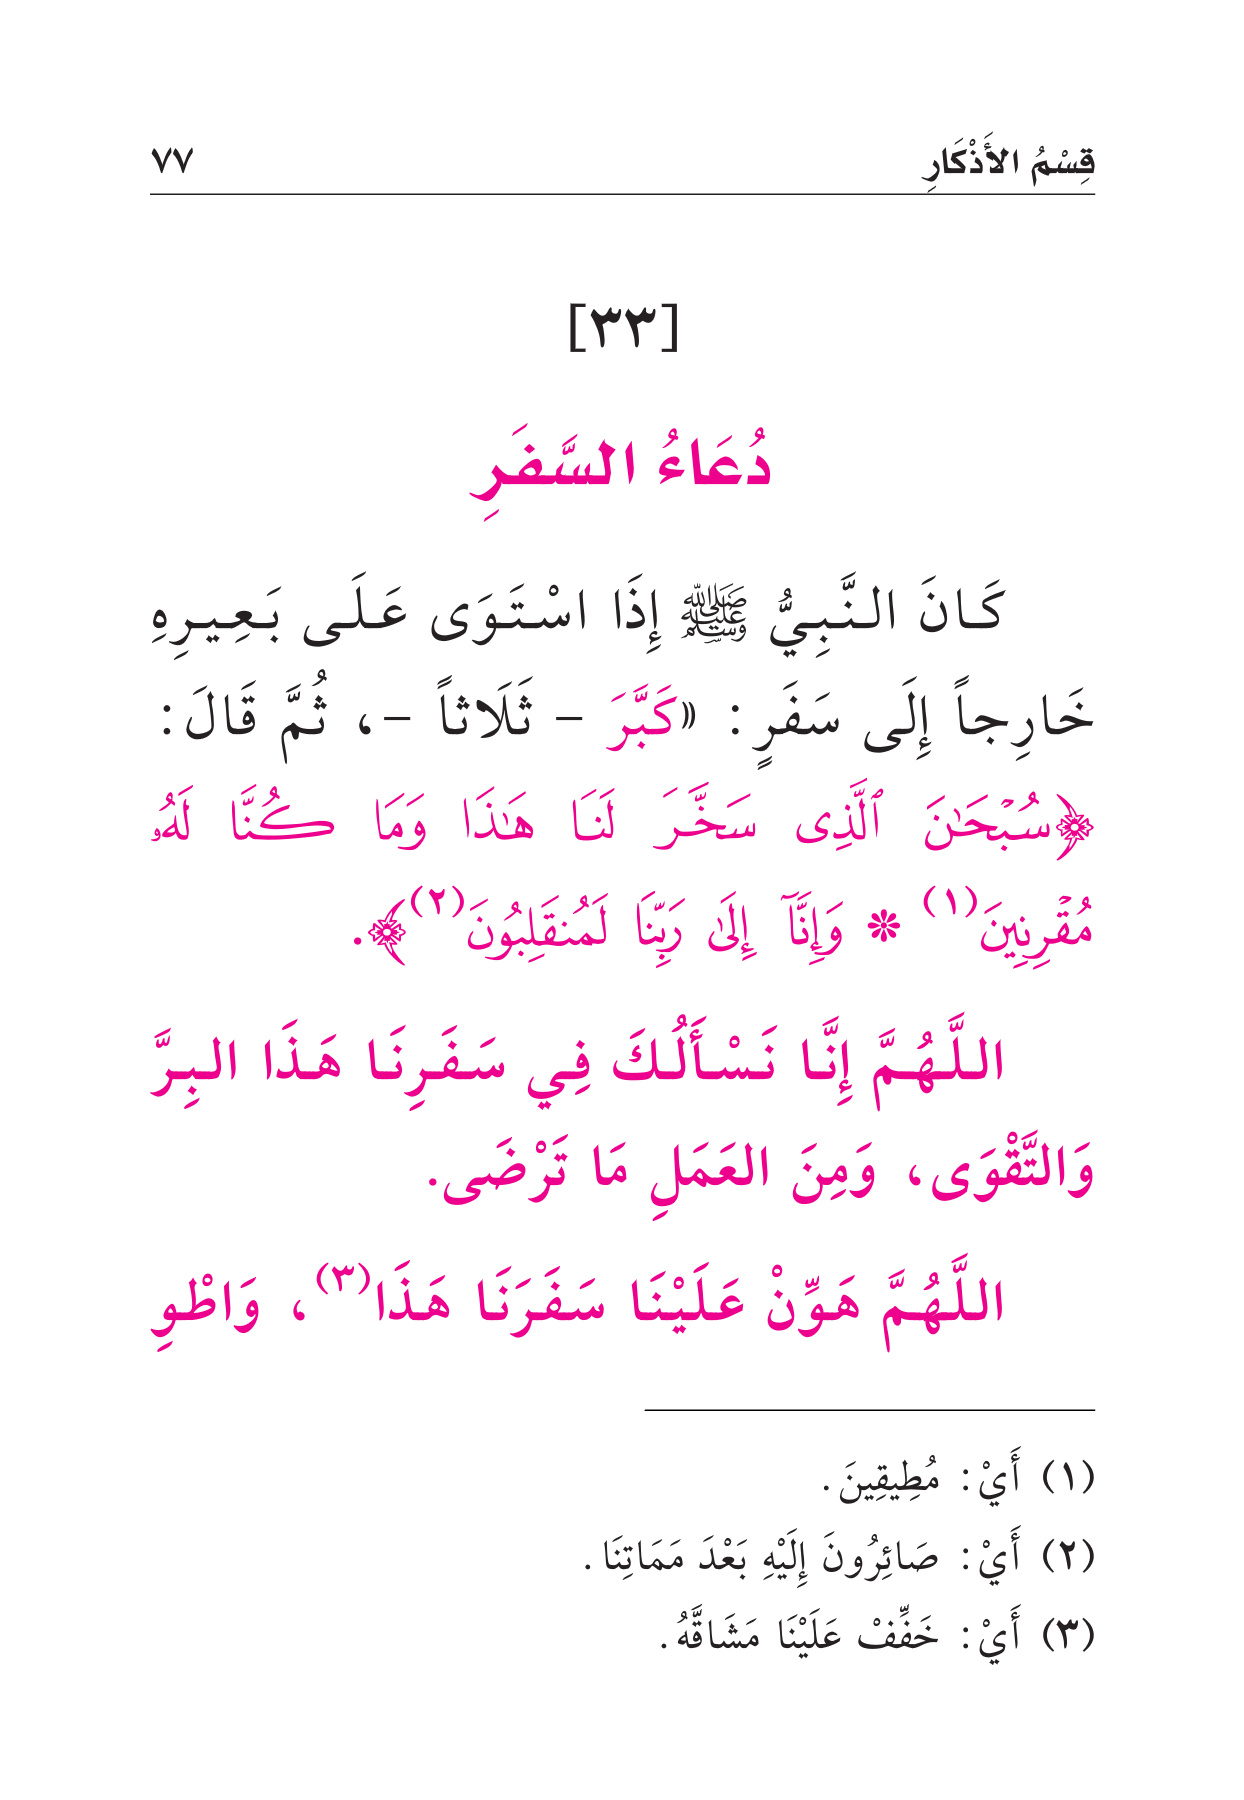 قِسْمُ الأَذْكَارِ ٧٧
[٣٣]
دُعَاءُ السَّفَرِ
كَانَ النَّبِيُّ ﷺ إِذَا اسْتَوَى عَلَى بَعِيرِهِ
خَارِجاً إِلَى سَفَرٍ: «كَبَّرَ – ثَلَاثاً –، ثُمَّ قَالَ:
﴿سُبْحَٰنَ ٱلَّذِى سَخَّرَ لَنَا هَٰذَا وَمَا كُنَّا لَهُۥ
مُقْرِنِينَ(١) * وَإِنَّآ إِلَىٰ رَبِّنَا لَمُنقَلِبُونَ(٢)﴾.
اللَّهُمَّ إِنَّا نَسْأَلُكَ فِي سَفَرِنَا هَذَا البِرَّ
وَالتَّقْوَى، وَمِنَ العَمَلِ مَا تَرْضَى.
اللَّهُمَّ هَوِّنْ عَلَيْنَا سَفَرَنَا هَذَا(٣)، وَاطْوِ
(١) أَيْ: مُطِيقِينَ.
(٢) أَيْ: صَائِرُونَ إِلَيْهِ بَعْدَ مَمَاتِنَا.
(٣) أَيْ: خَفِّفْ عَلَيْنَا مَشَاقَّهُ.